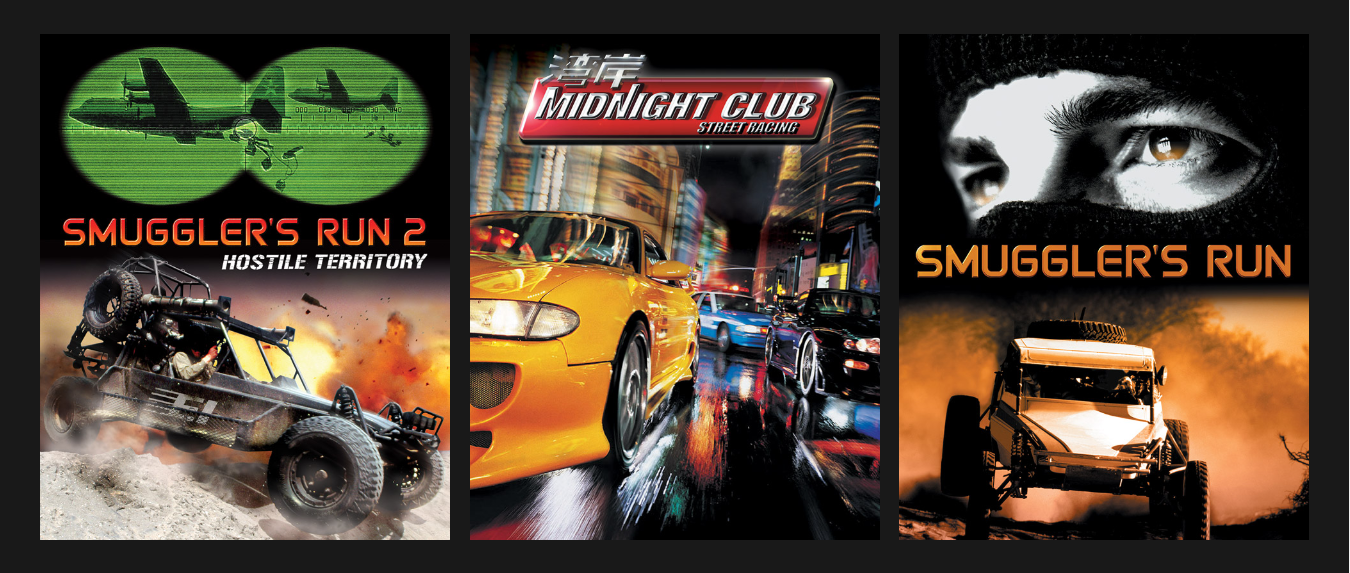 SMUGGLER'S RUN 2
HOSTILE TERRITORY
湾岸
MIDNIGHT CLUB
STREET RACING
SMUGGLER'S RUN